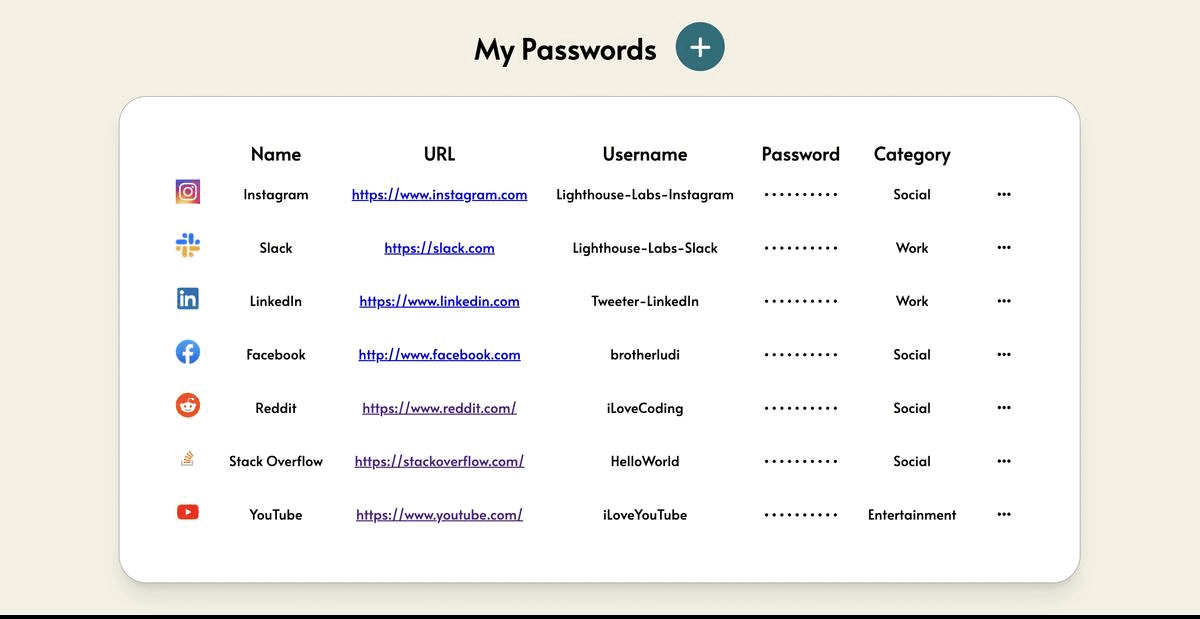 My Passwords +
Name URL Username Password Category
Instagram https://www.instagram.com Lighthouse-Labs-Instagram •••••••••• Social •••
Slack https://slack.com Lighthouse-Labs-Slack •••••••••• Work •••
in LinkedIn https://www.linkedin.com Tweeter-LinkedIn •••••••••• Work •••
Facebook http://www.facebook.com brotherludi •••••••••• Social •••
Reddit https://www.reddit.com/ iLoveCoding •••••••••• Social •••
Stack Overflow https://stackoverflow.com/ HelloWorld •••••••••• Social •••
YouTube https://www.youtube.com/ iLoveYouTube •••••••••• Entertainment •••